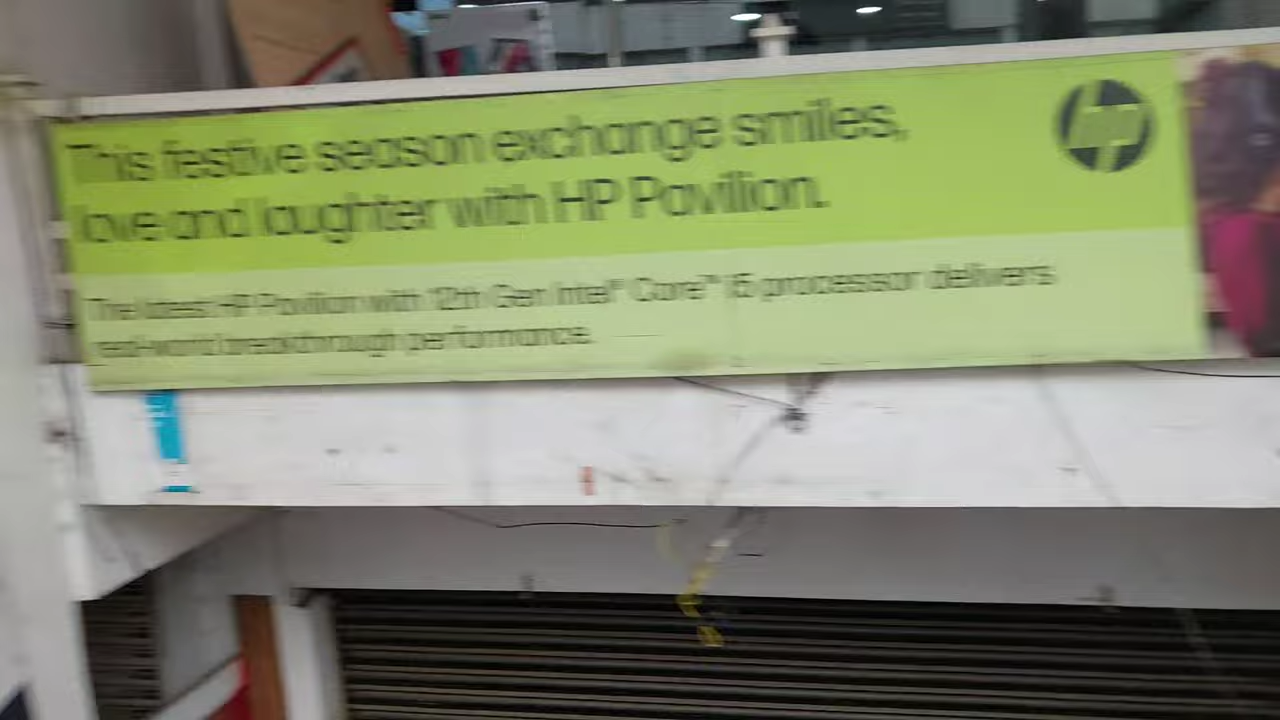 This festive season exchange smiles,
love and laughter with HP Pavilion.
hp
The latest HP Pavilion with 12th Gen Intel® Core™ i5 processor delivers
real-world breakthrough performance.